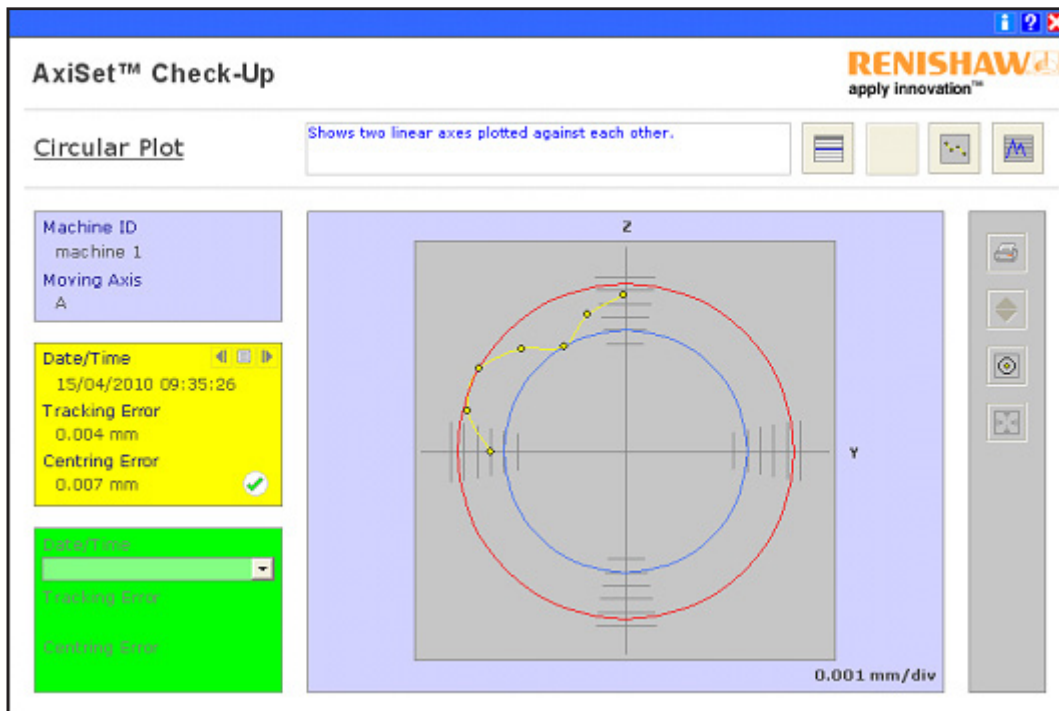 AxiSet™ Check-Up
RENISHAW
apply innovation™
Circular Plot
Shows two linear axes plotted against each other.
Machine ID
machine 1
Moving Axis
A
Date/Time
15/04/2010 09:35:26
Tracking Error
0.004 mm
Centring Error
0.007 mm
Date/Time
Tracking Error
Centring Error
Z
Y
0.001 mm/div